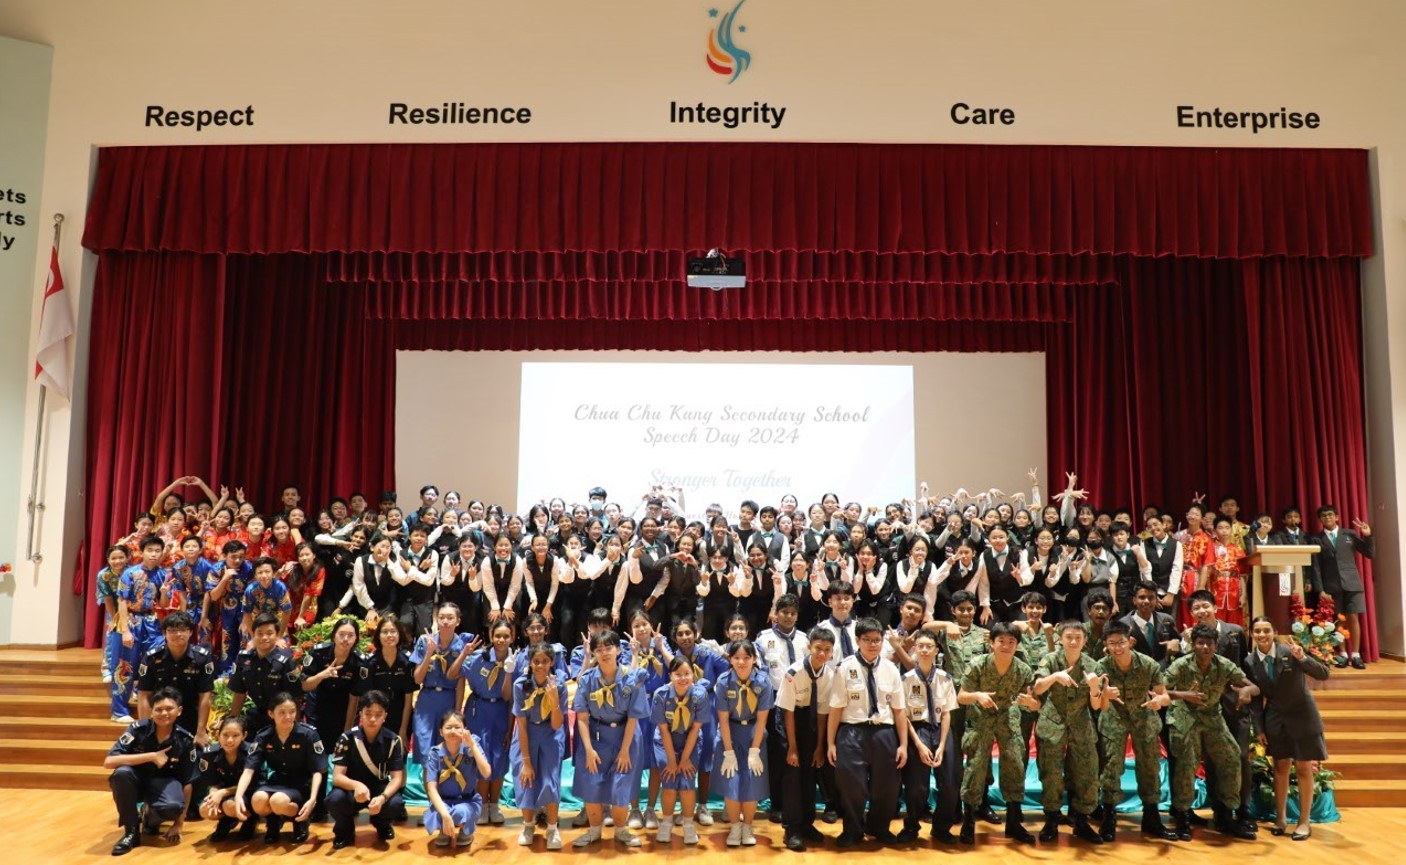 Respect
Resilience
Integrity
Care
Enterprise
Chua Chu Kang Secondary School
Speech Day 2024
Stronger Together